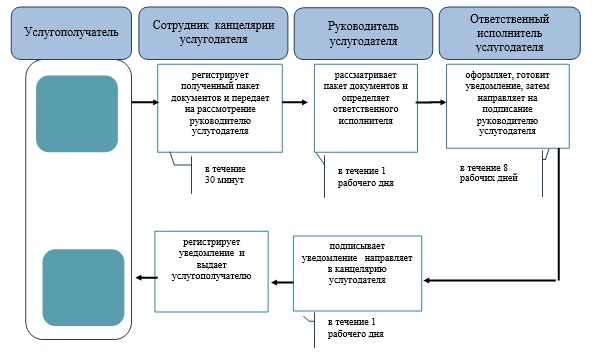 Услугополучатель
Сотрудник канцелярии
услугодателя
Руководитель
услугодателя
Ответственный
исполнитель
услугодателя
регистрирует
полученный пакет
документов и передает
на рассмотрение
руководителю
услугодателя
рассматривает
пакет документов и
определяет
ответственного
исполнителя
оформляет, готовит
уведомление, затем
направляет на
подписание
руководителю
услугодателя
в течение
30 минут
в течение 1
рабочего дня
в течение 8
рабочих дней
регистрирует
уведомление и
выдает
услугополучателю
подписывает
уведомление направляет
в канцелярию
услугодателя
в течение 1
рабочего дня